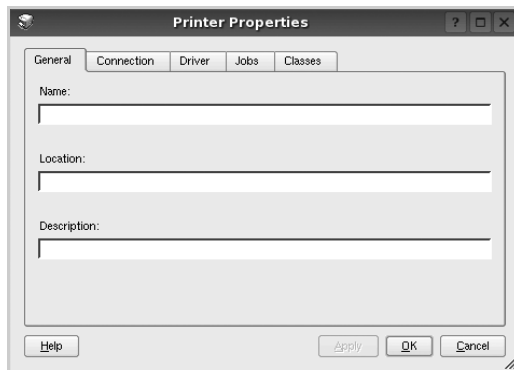 Printer Properties
General Connection Driver Jobs Classes
Name:
Location:
Description:
Help Apply OK Cancel